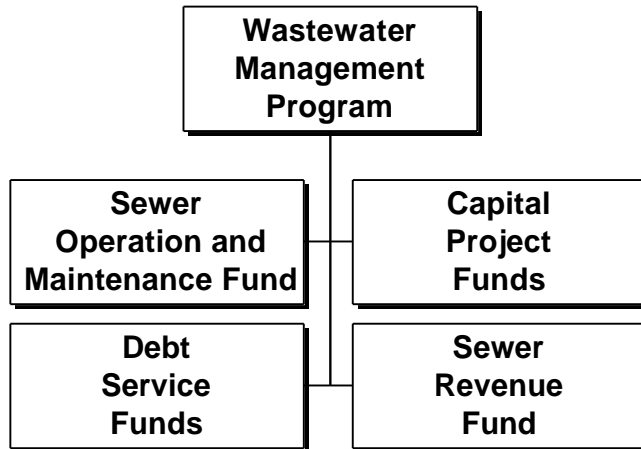 Wastewater
Management
Program
Sewer
Operation and
Maintenance Fund
Capital
Project
Funds
Debt
Service
Funds
Sewer
Revenue
Fund